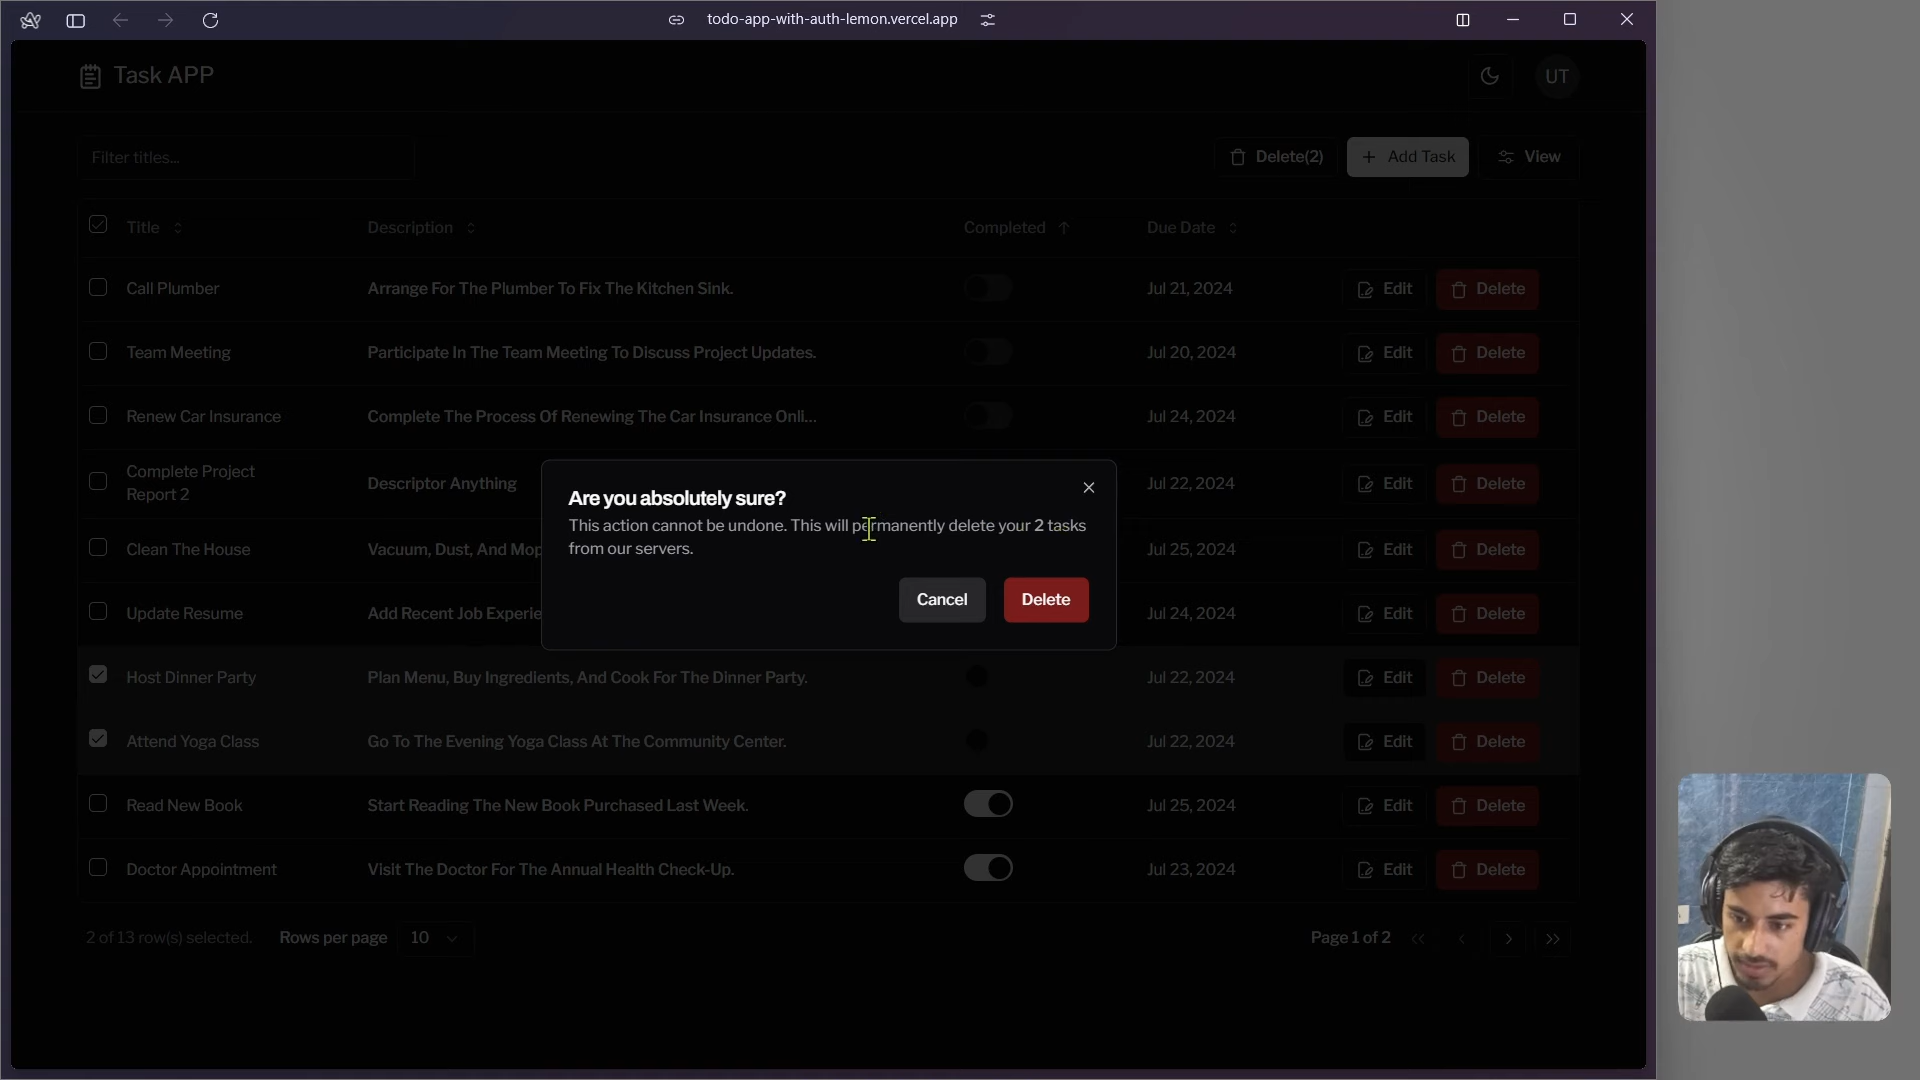 todo-app-with-auth-lemon.vercel.app
Task APP
UT
Filter titles...
Delete(2)
Add Task
View
Title Description Completed Due Date
Call Plumber Arrange For The Plumber To Fix The Kitchen Sink. Jul 21, 2024 Edit Delete
Team Meeting Participate In The Team Meeting To Discuss Project Updates. Jul 20, 2024 Edit Delete
Renew Car Insurance Complete The Process Of Renewing The Car Insurance Onli... Jul 24, 2024 Edit Delete
Complete Project
Report 2
Descriptor Anything Jul 22, 2024 Edit Delete
Clean The House Vacuum, Dust, And Mop Jul 25, 2024 Edit Delete
Update Resume Add Recent Job Experie Jul 24, 2024 Edit Delete
Are you absolutely sure?
This action cannot be undone. This will permanently delete your 2 tasks
from our servers.
Cancel
Delete
Host Dinner Party Plan Menu, Buy Ingredients, And Cook For The Dinner Party. Jul 22, 2024 Edit Delete
Attend Yoga Class Go To The Evening Yoga Class At The Community Center. Jul 22, 2024 Edit Delete
Read New Book Start Reading The New Book Purchased Last Week. Jul 25, 2024 Edit Delete
Doctor Appointment Visit The Doctor For The Annual Health Check-Up. Jul 23, 2024 Edit Delete
2 of 13 row(s) selected. Rows per page 10 Page 1 of 2